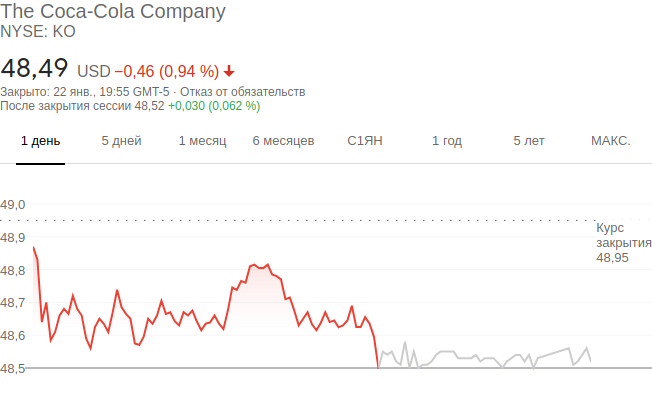 The Coca-Cola Company
NYSE: KO
48,49 USD −0,46 (0,94 %)
Закрыто: 22 янв., 19:55 GMT-5 · Отказ от обязательств
После закрытия сессии 48,52 +0,030 (0,062 %)
1 день 5 дней 1 месяц 6 месяцев С1ЯН 1 год 5 лет МАКС.
49,0
48,9
48,8
48,7
48,6
48,5
Курс
закрытия
48,95